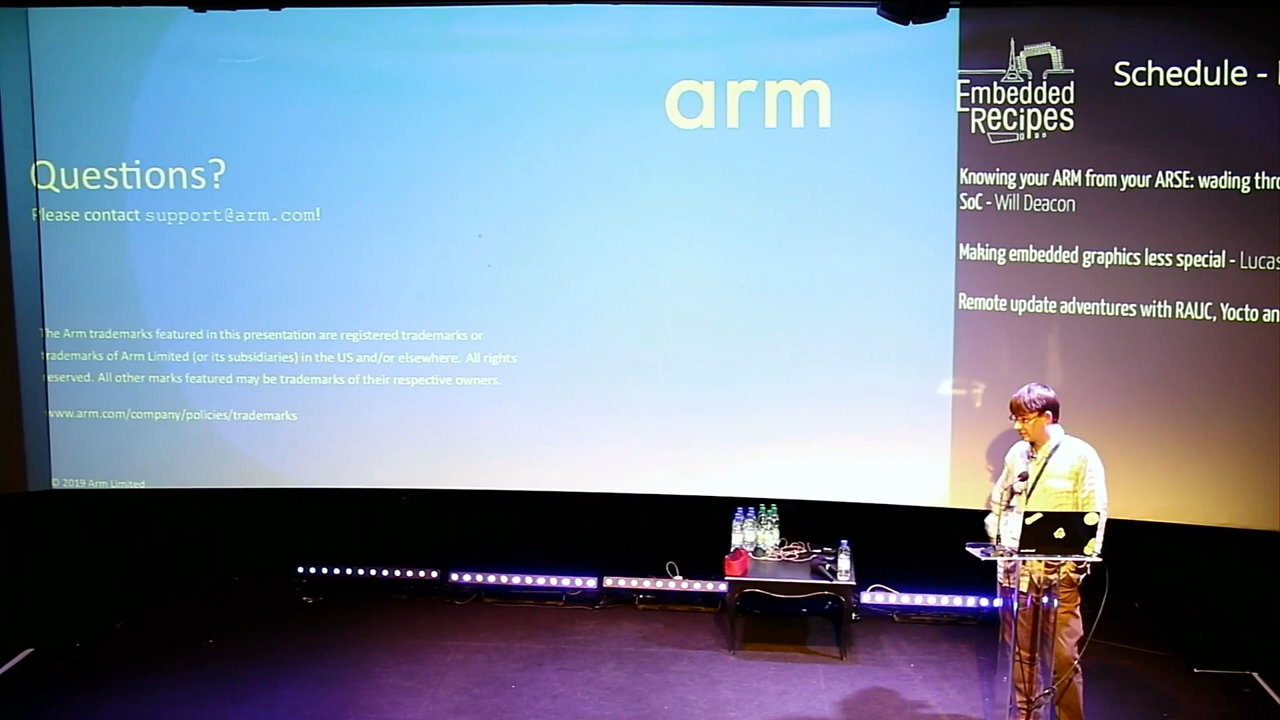 arm
Questions?
Please contact support@arm.com!
The Arm trademarks featured in this presentation are registered trademarks or
trademarks of Arm Limited (or its subsidiaries) in the US and/or elsewhere. All rights
reserved. All other marks featured may be trademarks of their respective owners.
www.arm.com/company/policies/trademarks
© 2019 Arm Limited
Embedded
Recipes
Schedule -
Knowing your ARM from your ARSE: wading thr
SoC - Will Deacon
Making embedded graphics less special - Lucas
Remote update adventures with RAUC, Yocto an